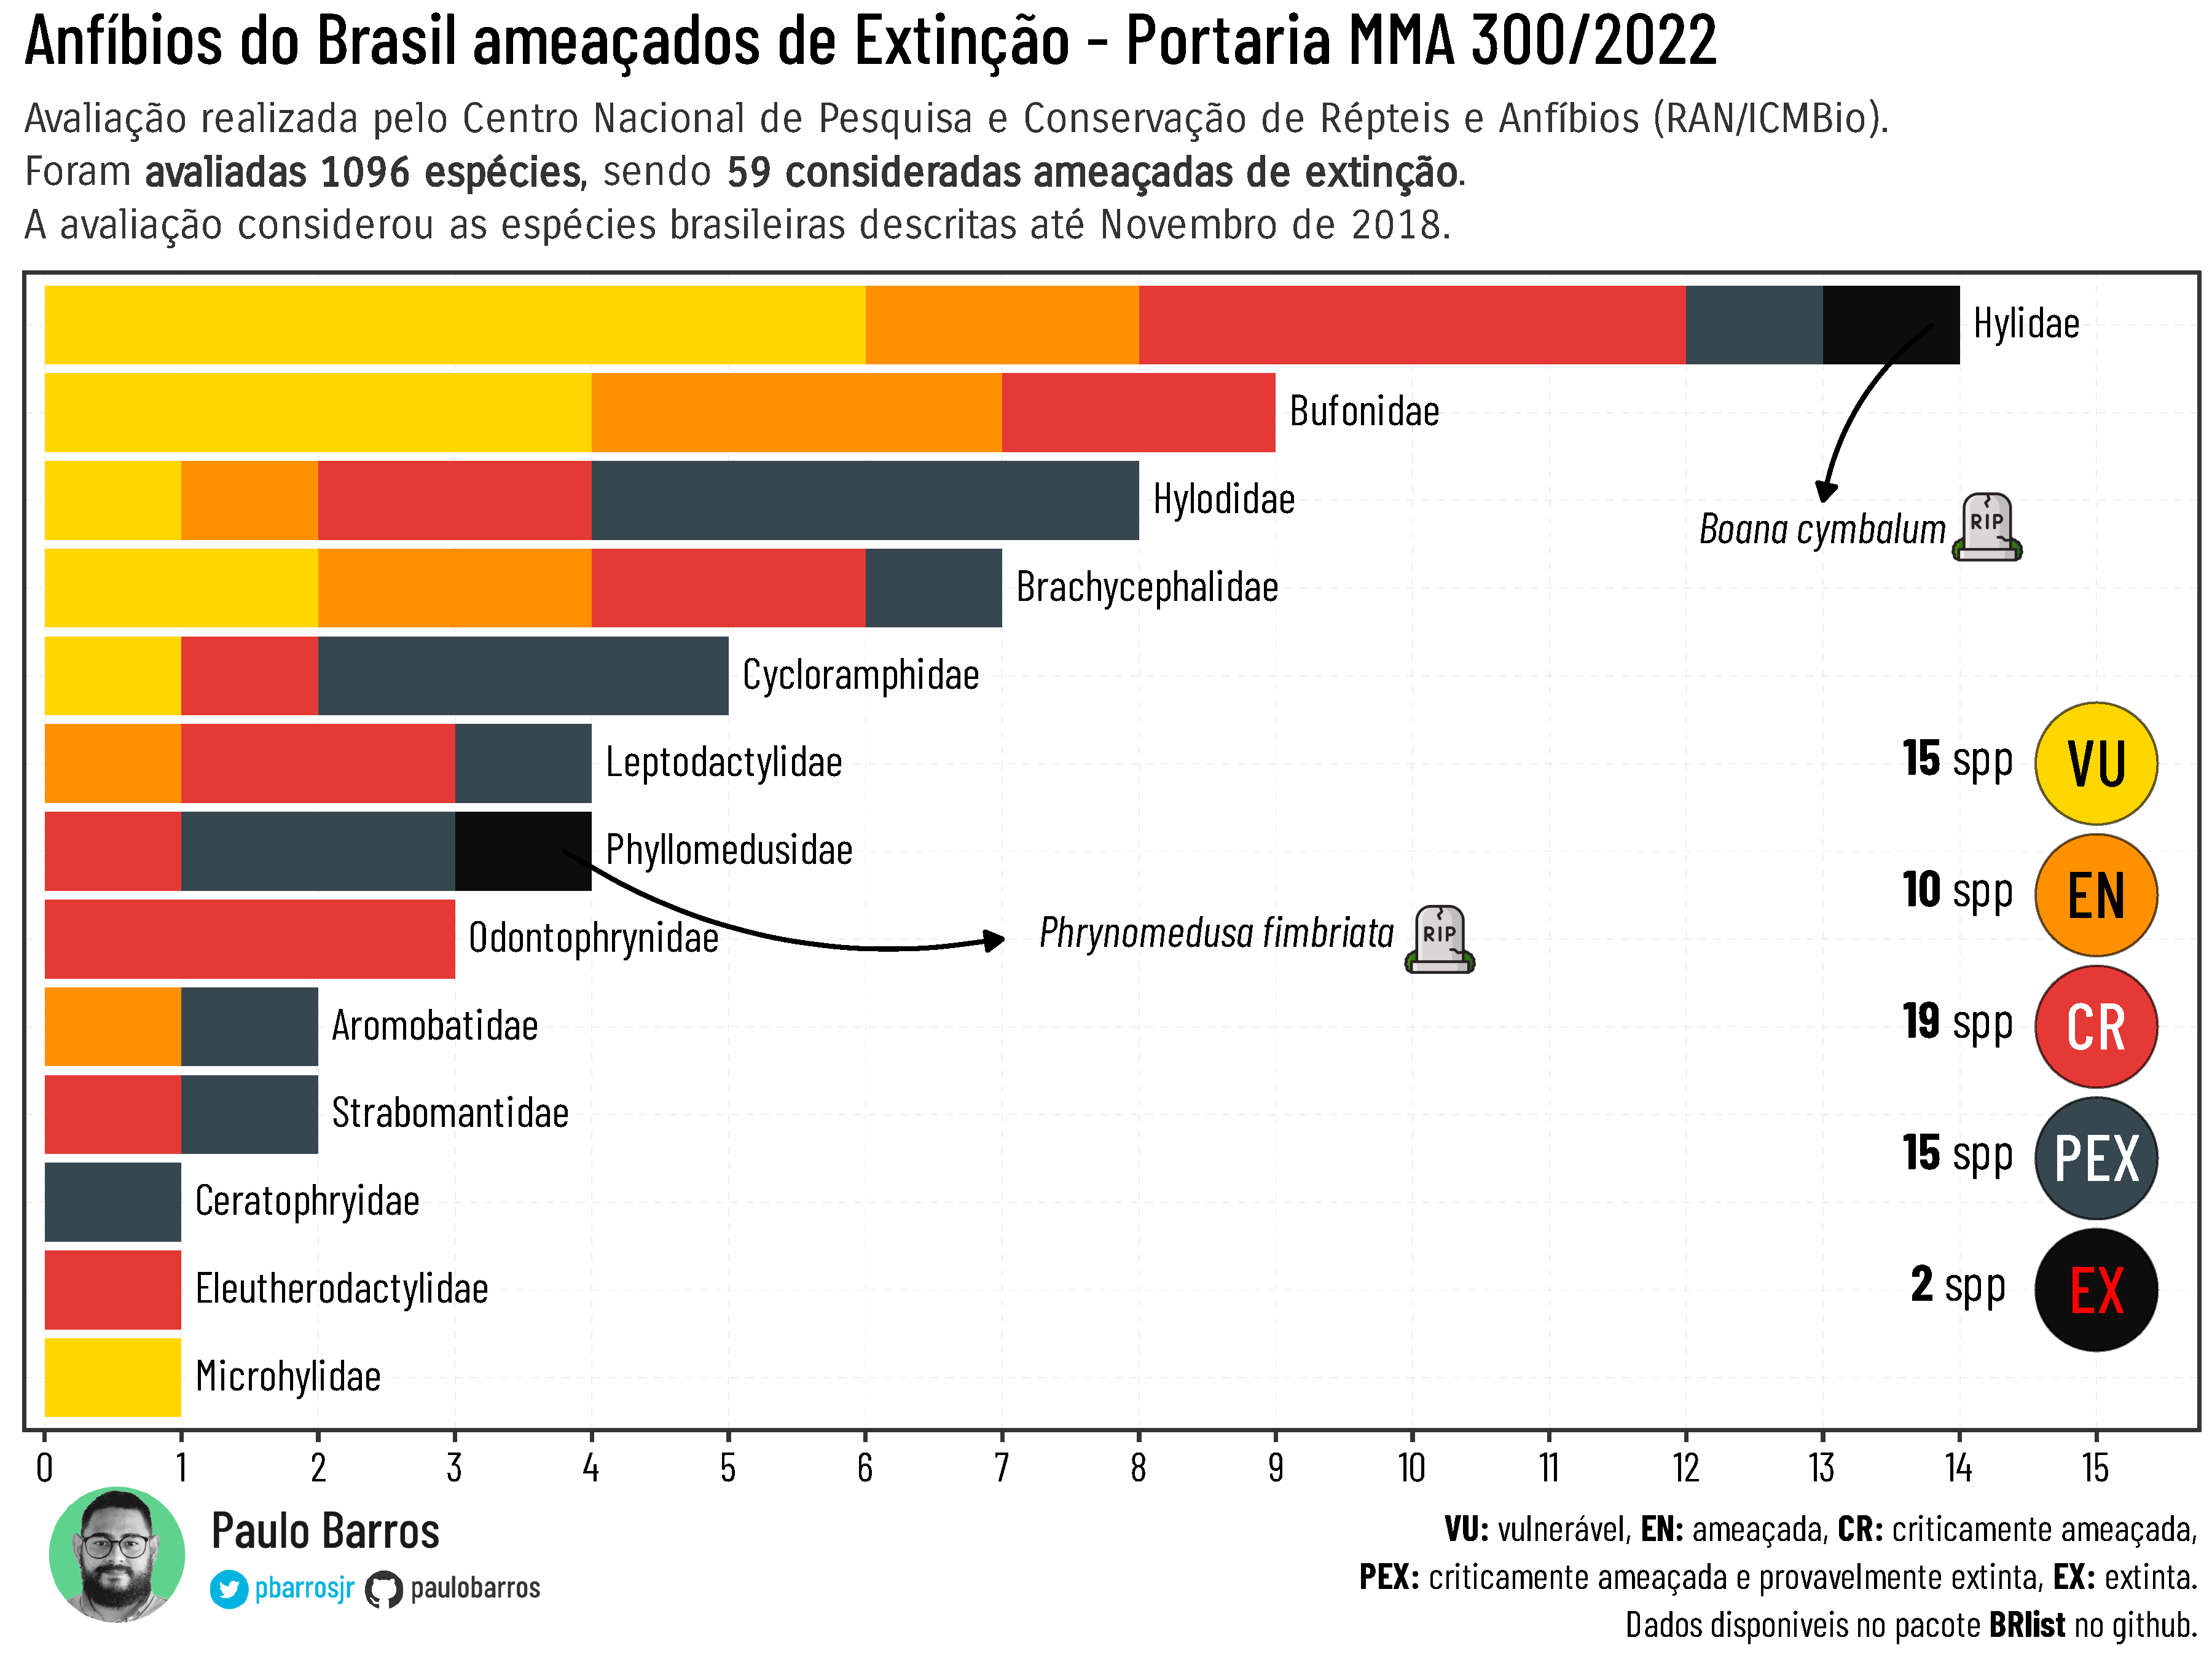 Anfíbios do Brasil ameaçados de Extinção - Portaria MMA 300/2022
Avaliação realizada pelo Centro Nacional de Pesquisa e Conservação de Répteis e Anfíbios (RAN/ICMBio).
Foram avaliadas 1096 espécies, sendo 59 consideradas ameaçadas de extinção.
A avaliação considerou as espécies brasileiras descritas até Novembro de 2018.
Hylidae
Bufonidae
Hylodidae
Boana cymbalum
RIP
Brachycephalidae
Cycloramphidae
Leptodactylidae
15 spp VU
Phyllomedusidae
10 spp EN
Odontophrynidae
Phrynomedusa fimbriata
RIP
Aromobatidae
19 spp CR
Strabomantidae
15 spp PEX
Ceratophryidae
Eleutherodactylidae
2 spp EX
Microhylidae
0 1 2 3 4 5 6 7 8 9 10 11 12 13 14 15
Paulo Barros
pbarrosjr paulobarros
VU: vulnerável, EN: ameaçada, CR: criticamente ameaçada,
PEX: criticamente ameaçada e provavelmente extinta, EX: extinta.
Dados disponiveis no pacote BRlist no github.